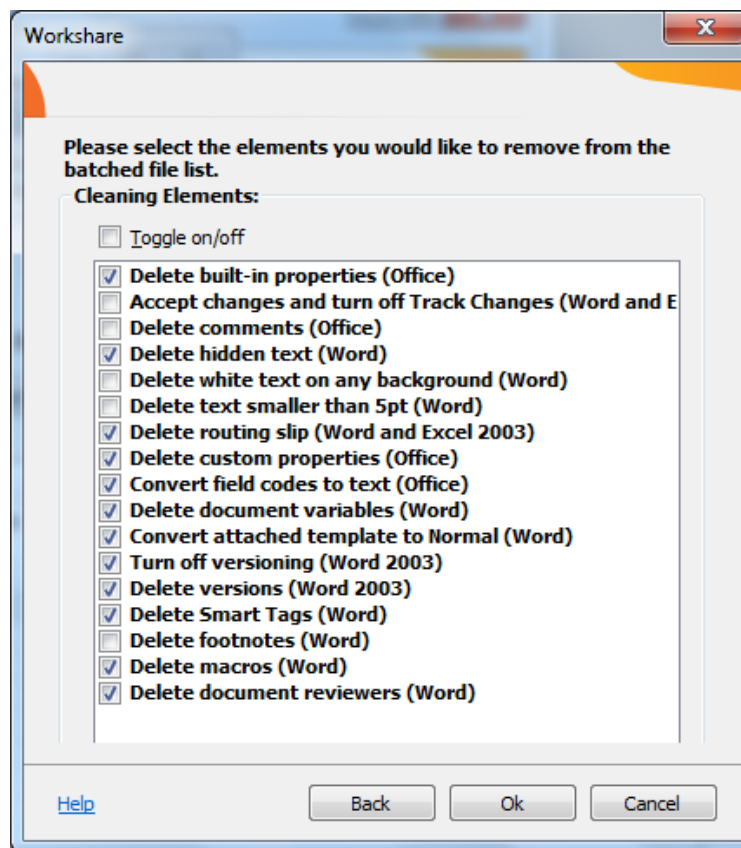 Workshare
Please select the elements you would like to remove from the
batched file list.
Cleaning Elements:
Toggle on/off
Delete built-in properties (Office)
Accept changes and turn off Track Changes (Word and E
Delete comments (Office)
Delete hidden text (Word)
Delete white text on any background (Word)
Delete text smaller than 5pt (Word)
Delete routing slip (Word and Excel 2003)
Delete custom properties (Office)
Convert field codes to text (Office)
Delete document variables (Word)
Convert attached template to Normal (Word)
Turn off versioning (Word 2003)
Delete versions (Word 2003)
Delete Smart Tags (Word)
Delete footnotes (Word)
Delete macros (Word)
Delete document reviewers (Word)
Help
Back
Ok
Cancel